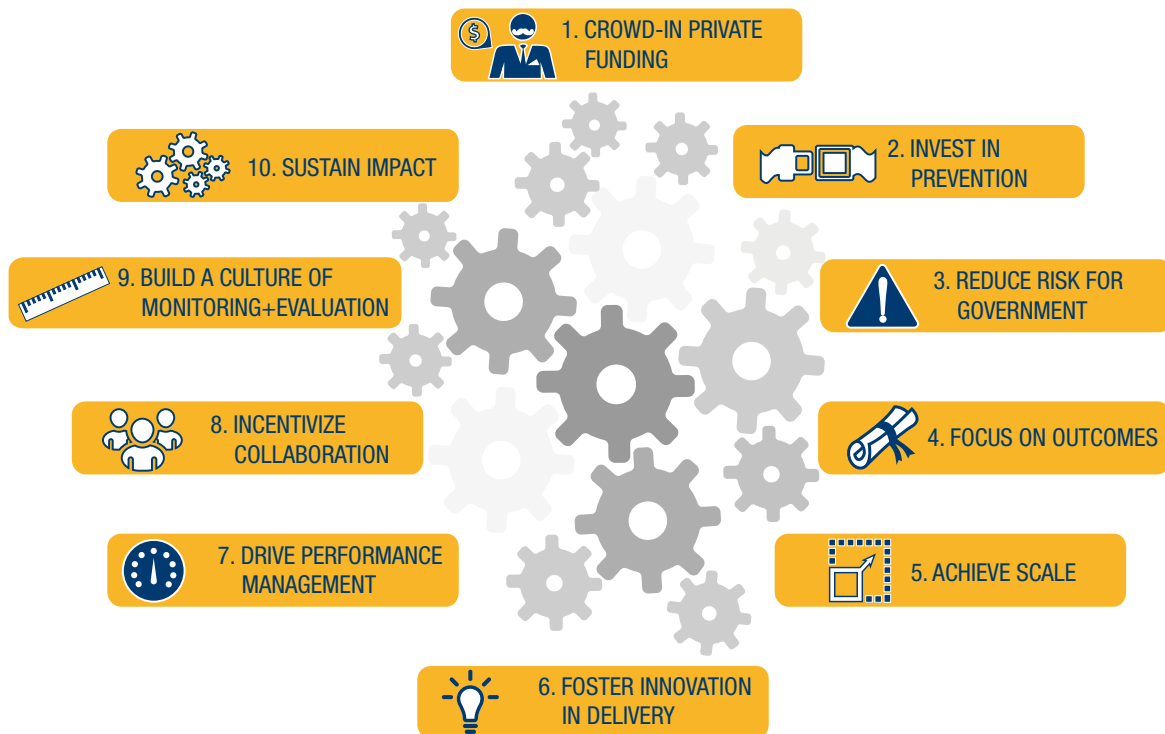 $
1. CROWD-IN PRIVATE
FUNDING
2. INVEST IN
PREVENTION
3. REDUCE RISK FOR
GOVERNMENT
4. FOCUS ON OUTCOMES
5. ACHIEVE SCALE
6. FOSTER INNOVATION
IN DELIVERY
7. DRIVE PERFORMANCE
MANAGEMENT
8. INCENTIVIZE
COLLABORATION
9. BUILD A CULTURE OF
MONITORING+EVALUATION
10. SUSTAIN IMPACT